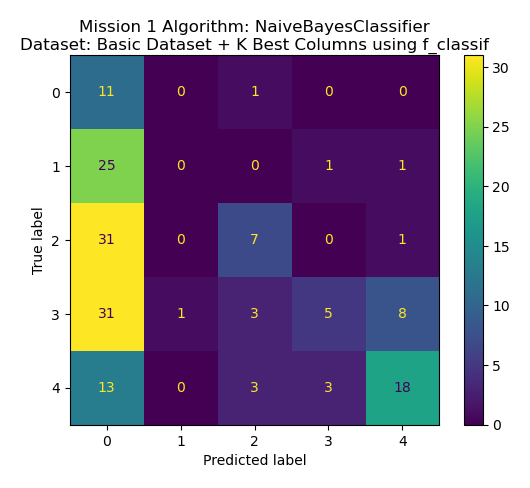 Mission 1 Algorithm: NaiveBayesClassifier
Dataset: Basic Dataset + K Best Columns using f_classif
0 11 0 1 0 0
1 25 0 0 1 1
2 31 0 7 0 1
3 31 1 3 5 8
4 13 0 3 3 18
0 1 2 3 4
True label
Predicted label
30
25
20
15
10
5
0